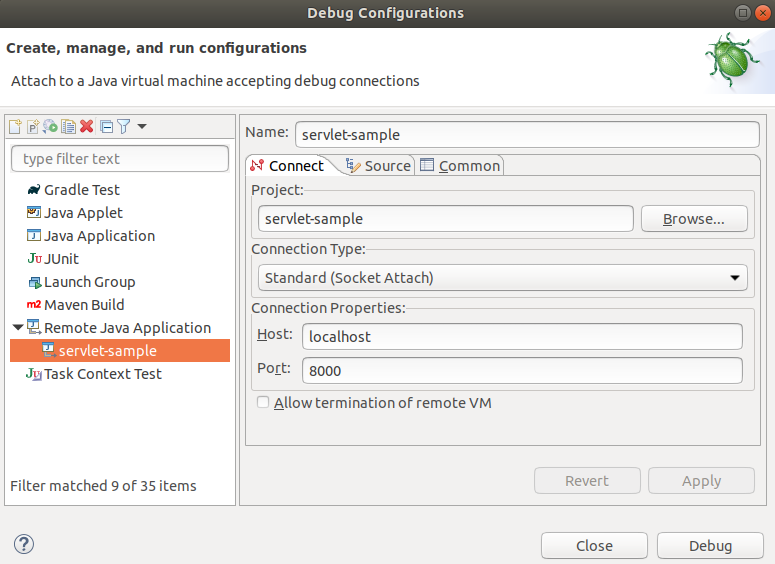 Debug Configurations
Create, manage, and run configurations
Attach to a Java virtual machine accepting debug connections
type filter text
Gradle Test
Java Applet
Java Application
JUnit
Launch Group
m2 Maven Build
Remote Java Application
servlet-sample
Task Context Test
Filter matched 9 of 35 items
Name: servlet-sample
Connect Source Common
Project:
servlet-sample Browse...
Connection Type:
Standard (Socket Attach)
Connection Properties:
Host: localhost
Port: 8000
Allow termination of remote VM
Revert Apply
? Close Debug